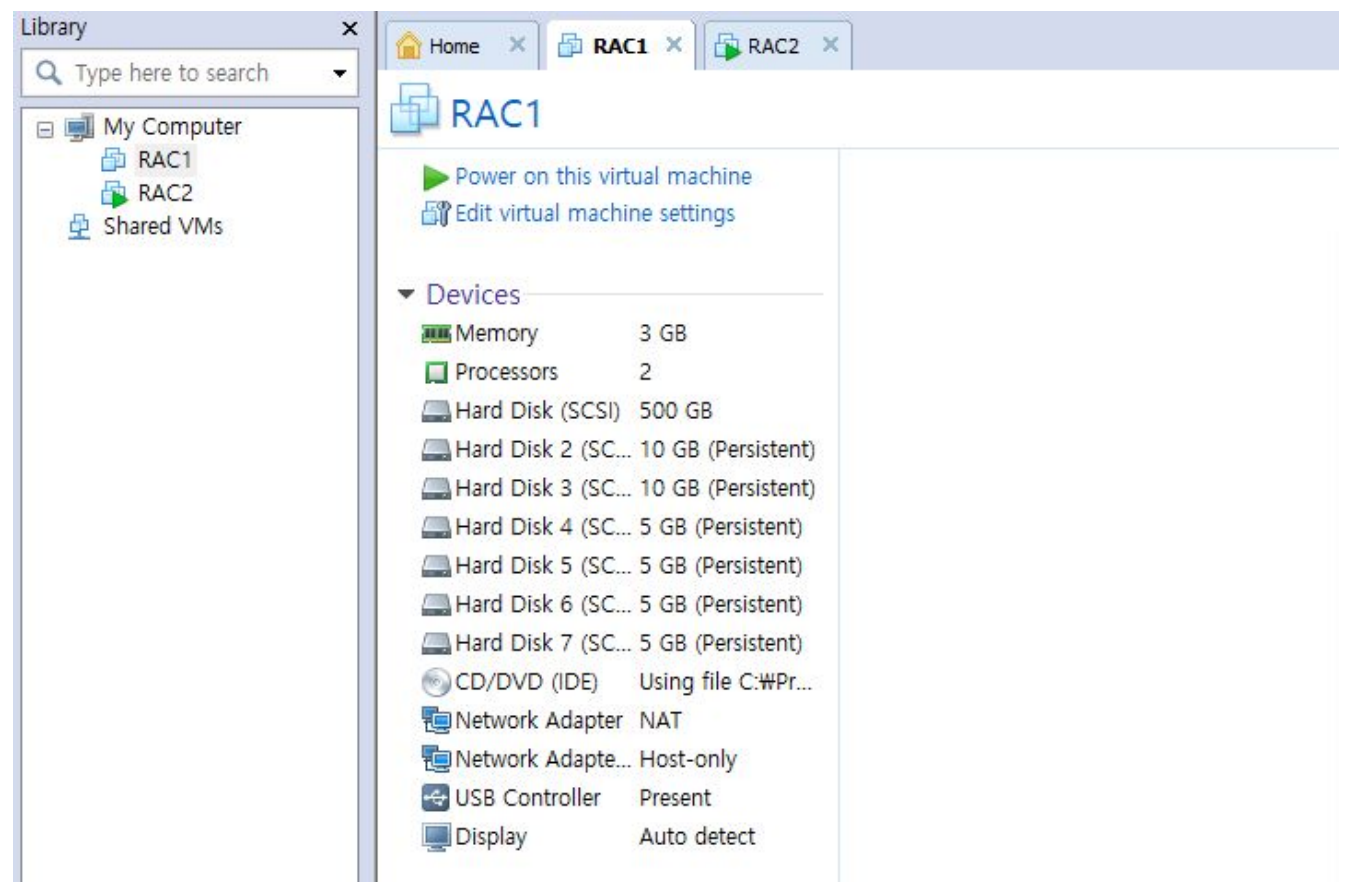 Library
Type here to search
My Computer
RAC1
RAC2
Shared VMs
Home RAC1 RAC2
RAC1
Power on this virtual machine
Edit virtual machine settings
Devices
Memory 3 GB
Processors 2
Hard Disk (SCSI) 500 GB
Hard Disk 2 (SC... 10 GB (Persistent)
Hard Disk 3 (SC... 10 GB (Persistent)
Hard Disk 4 (SC... 5 GB (Persistent)
Hard Disk 5 (SC... 5 GB (Persistent)
Hard Disk 6 (SC... 5 GB (Persistent)
Hard Disk 7 (SC... 5 GB (Persistent)
CD/DVD (IDE) Using file C:₩Pr...
Network Adapter NAT
Network Adapte... Host-only
USB Controller Present
Display Auto detect